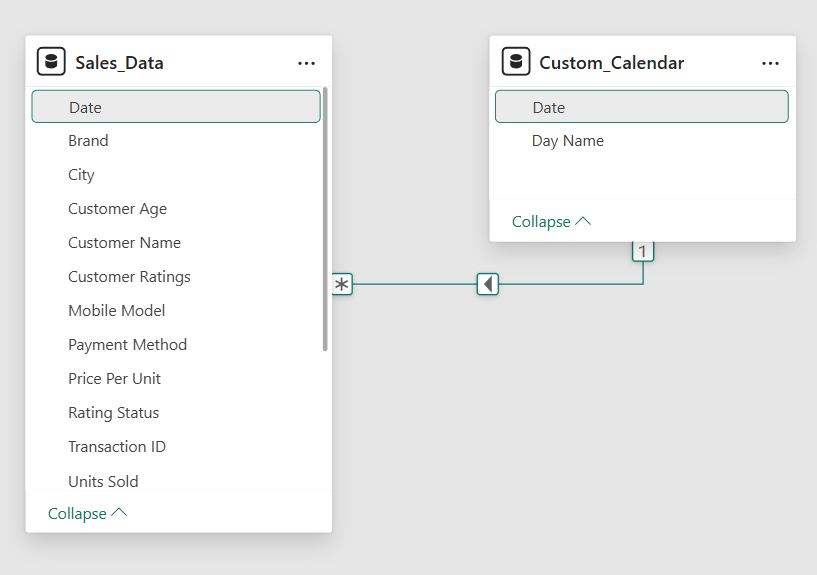 Sales_Data
Date
Brand
City
Customer Age
Customer Name
Customer Ratings
Mobile Model
Payment Method
Price Per Unit
Rating Status
Transaction ID
Units Sold
Collapse
Custom_Calendar
Date
Day Name
Collapse
1
*